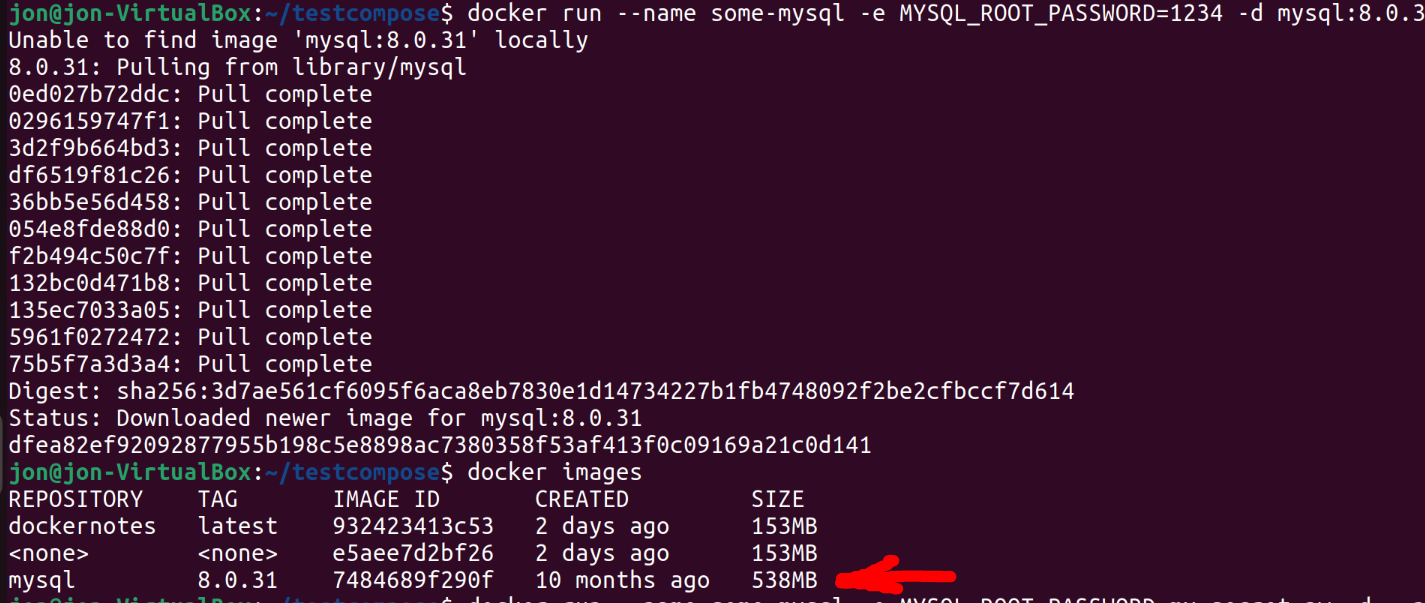 jon@jon-VirtualBox:~/testcompose$ docker run --name some-mysql -e MYSQL_ROOT_PASSWORD=1234 -d mysql:8.0.3
Unable to find image 'mysql:8.0.31' locally
8.0.31: Pulling from library/mysql
0ed027b72ddc: Pull complete
0296159747f1: Pull complete
3d2f9b664bd3: Pull complete
df6519f81c26: Pull complete
36bb5e56d458: Pull complete
054e8fde88d0: Pull complete
f2b494c50c7f: Pull complete
132bc0d471b8: Pull complete
135ec7033a05: Pull complete
5961f0272472: Pull complete
75b5f7a3d3a4: Pull complete
Digest: sha256:3d7ae561cf6095f6aca8eb7830e1d14734227b1fb4748092f2be2cfbccf7d614
Status: Downloaded newer image for mysql:8.0.31
dfea82ef92092877955b198c5e8898ac7380358f53af413f0c09169a21c0d141
jon@jon-VirtualBox:~/testcompose$ docker images
REPOSITORY TAG IMAGE ID CREATED SIZE
dockernotes latest 932423413c53 2 days ago 153MB
<none> <none> e5aee7d2bf26 2 days ago 153MB
mysql 8.0.31 7484689f290f 10 months ago 538MB